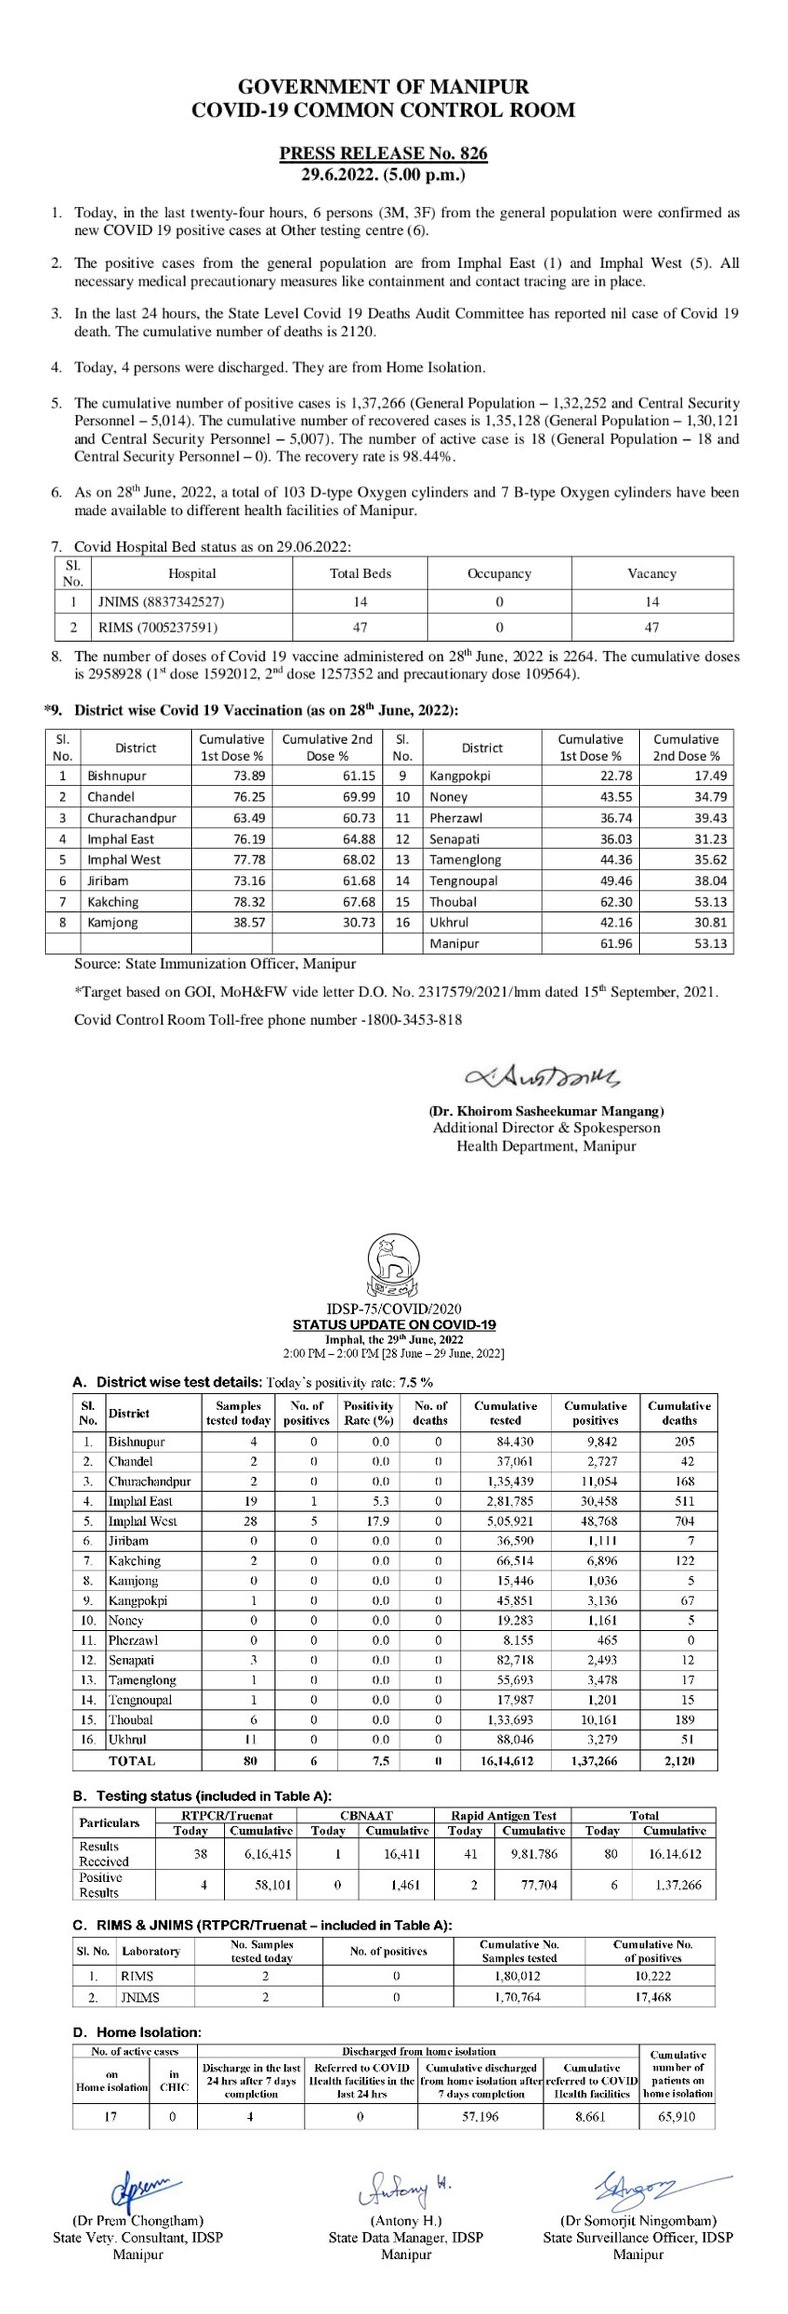 GOVERNMENT OF MANIPUR
COVID-19 COMMON CONTROL ROOM
PRESS RELEASE No. 826
29.6.2022. (5.00 p.m.)
1. Today, in the last twenty-four hours, 6 persons (3M, 3F) from the general population were confirmed as
new COVID 19 positive cases at Other testing centre (6).
2. The positive cases from the general population are from Imphal East (1) and Imphal West (5). All
necessary medical precautionary measures like containment and contact tracing are in place.
3. In the last 24 hours, the State Level Covid 19 Deaths Audit Committee has reported nil case of Covid 19
death. The cumulative number of deaths is 2120.
4. Today, 4 persons were discharged. They are from Home Isolation.
5. The cumulative number of positive cases is 1,37,266 (General Population – 1,32,252 and Central Security
Personnel – 5,014). The cumulative number of recovered cases is 1,35,128 (General Population – 1,30,121
and Central Security Personnel – 5,007). The number of active case is 18 (General Population – 18 and
Central Security Personnel – 0). The recovery rate is 98.44%.
6. As on 28th June, 2022, a total of 103 D-type Oxygen cylinders and 7 B-type Oxygen cylinders have been
made available to different health facilities of Manipur.
7. Covid Hospital Bed status as on 29.06.2022:
Sl. No. Hospital Total Beds Occupancy Vacancy
1 JNIMS (8837342527) 14 0 14
2 RIMS (7005237591) 47 0 47
8. The number of doses of Covid 19 vaccine administered on 28th June, 2022 is 2264. The cumulative doses
is 2958928 (1st dose 1592012, 2nd dose 1257352 and precautionary dose 109564).
*9. District wise Covid 19 Vaccination (as on 28th June, 2022):
Sl. No. District Cumulative 1st Dose % Cumulative 2nd Dose % Sl. No. District Cumulative 1st Dose % Cumulative 2nd Dose %
1 Bishnupur 73.89 61.15 9 Kangpokpi 22.78 17.49
2 Chandel 76.25 69.99 10 Noney 43.55 34.79
3 Churachandpur 63.49 60.73 11 Pherzawl 36.74 39.43
4 Imphal East 76.19 64.88 12 Senapati 36.03 31.23
5 Imphal West 77.78 68.02 13 Tamenglong 44.36 35.62
6 Jiribam 73.16 61.68 14 Tengnoupal 49.46 38.04
7 Kakching 78.32 67.68 15 Thoubal 62.30 53.13
8 Kamjong 38.57 30.73 16 Ukhrul 42.16 30.81
Manipur 61.96 53.13
Source: State Immunization Officer, Manipur
*Target based on GOI, MoH&FW vide letter D.O. No. 2317579/2021/Imm dated 15th September, 2021.
Covid Control Room Toll-free phone number -1800-3453-818
(Dr. Khoirom Sasheekumar Mangang)
Additional Director & Spokesperson
Health Department, Manipur
IDSP-75/COVID/2020
STATUS UPDATE ON COVID-19
Imphal, the 29th June, 2022
2:00 PM – 2:00 PM [28 June – 29 June, 2022]
A. District wise test details: Today's positivity rate: 7.5 %
Sl. No. District Samples tested today No. of positives Positivity Rate (%) No. of deaths Cumulative tested Cumulative positives Cumulative deaths
1. Bishnupur 4 0 0.0 0 84,430 9,842 205
2. Chandel 2 0 0.0 0 37,061 2,727 42
3. Churachandpur 2 0 0.0 0 1,35,439 11,054 168
4. Imphal East 19 1 5.3 0 2,81,785 30,458 511
5. Imphal West 28 5 17.9 0 5,05,921 48,768 704
6. Jiribam 0 0 0.0 0 36,590 1,111 7
7. Kakching 2 0 0.0 0 66,514 6,896 122
8. Kamjong 0 0 0.0 0 15,446 1,036 5
9. Kangpokpi 1 0 0.0 0 45,851 3,136 67
10. Noney 0 0 0.0 0 19,283 1,161 5
11. Pherzawl 0 0 0.0 0 8,155 465 0
12. Senapati 3 0 0.0 0 82,718 2,493 12
13. Tamenglong 1 0 0.0 0 55,693 3,478 17
14. Tengnoupal 1 0 0.0 0 17,987 1,201 15
15. Thoubal 6 0 0.0 0 1,33,693 10,161 189
16. Ukhrul 11 0 0.0 0 88,046 3,279 51
TOTAL 80 6 7.5 0 16,14,612 1,37,266 2,120
B. Testing status (included in Table A):
Particulars RTPCR/Truenat CBNAAT Rapid Antigen Test Total
Today Cumulative Today Cumulative Today Cumulative Today Cumulative
Results Received 38 6,16,415 1 16,411 41 9,81,786 80 16,14,612
Positive Results 4 58,101 0 1,461 2 77,704 6 1,37,266
C. RIMS & JNIMS (RTPCR/Truenat – included in Table A):
Sl. No. Laboratory No. Samples tested today No. of positives Cumulative No. Samples tested Cumulative No. of positives
1. RIMS 2 0 1,80,012 10,222
2. JNIMS 2 0 1,70,764 17,468
D. Home Isolation:
No. of active cases Discharged from home isolation Cumulative number of patients on home isolation
on Home isolation in CHIC Discharge in the last 24 hrs after 7 days completion Referred to COVID Health facilities in the last 24 hrs Cumulative discharged from home isolation after 7 days completion Cumulative referred to COVID Health facilities
17 0 4 0 57,196 8,661 65,910
Antony H.
(Dr Prem Chongtham) (Antony H.) (Dr Somorjit Ningombam)
State Vety. Consultant, IDSP State Data Manager, IDSP State Surveillance Officer, IDSP
Manipur Manipur Manipur